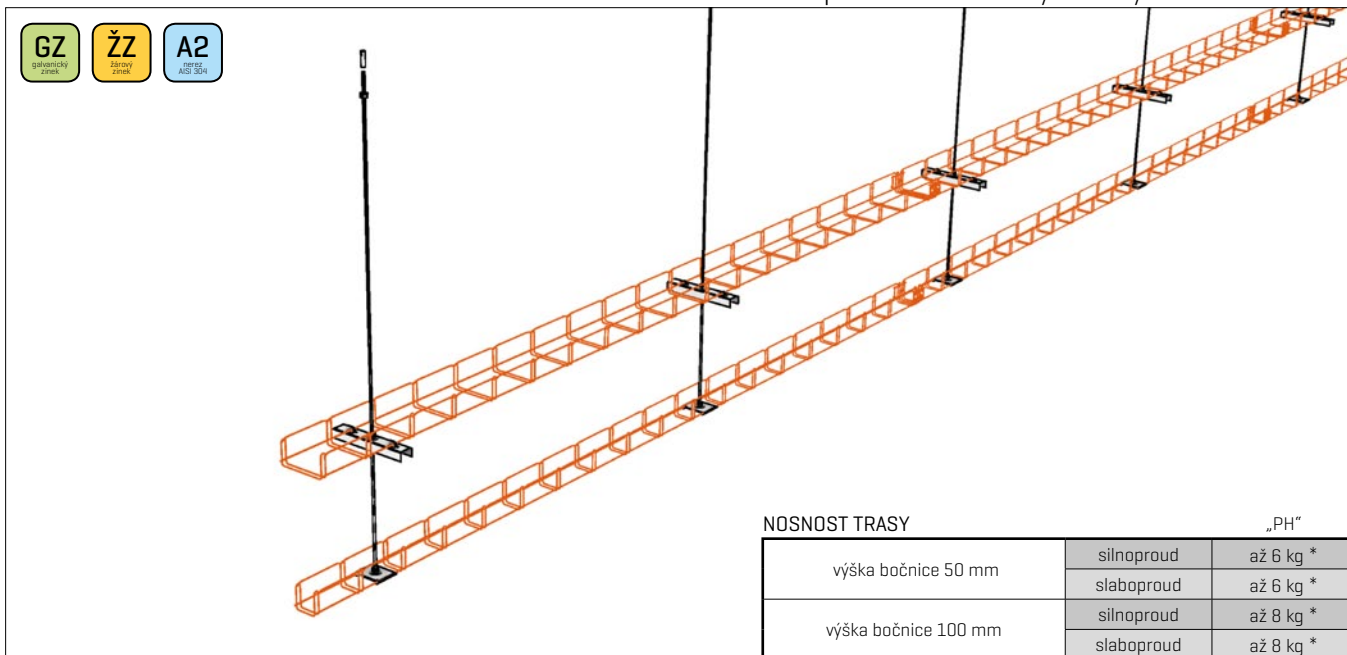 GZ
galvanický
zinek
ŽZ
žárový
zinek
A2
nerez
AISI 304
NOSNOST TRASY „PH“
výška bočnice 50 mm silnoproud až 6 kg *
slaboproud až 6 kg *
výška bočnice 100 mm silnoproud až 8 kg *
slaboproud až 8 kg *